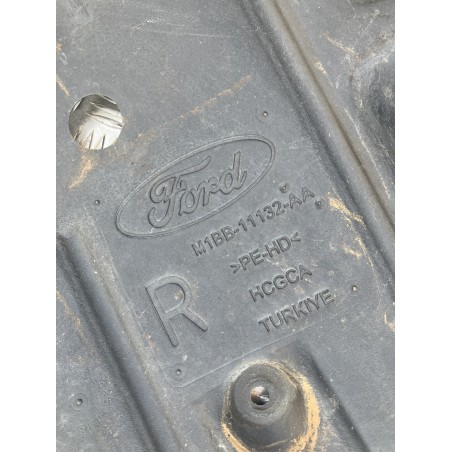 Ford
M1BB-11132-AA
>PE-HD<
R
HCGCA
TURKIYE